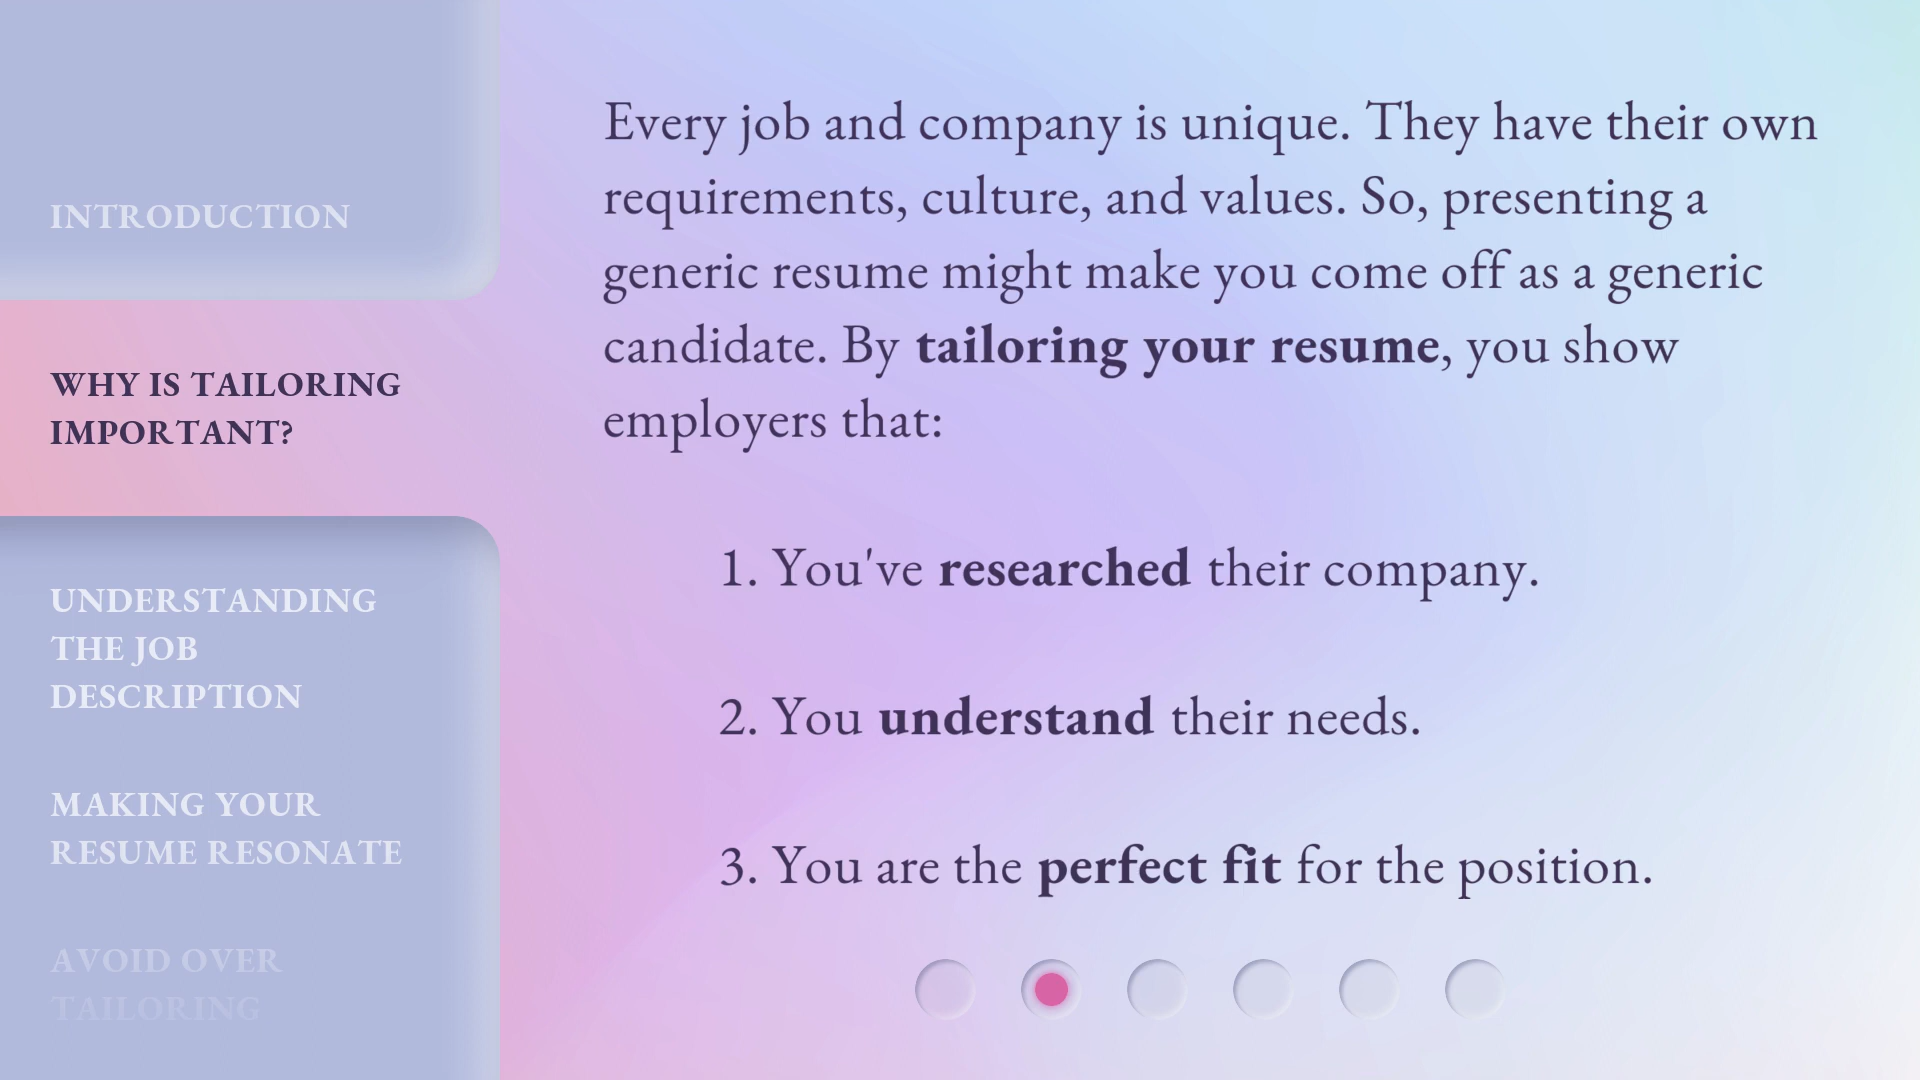 INTRODUCTION
WHY IS TAILORING
IMPORTANT?
UNDERSTANDING
THE JOB
DESCRIPTION
MAKING YOUR
RESUME RESONATE
AVOID OVER
TAILORING
Every job and company is unique. They have their own
requirements, culture, and values. So, presenting a
generic resume might make you come off as a generic
candidate. By tailoring your resume, you show
employers that:
1. You've researched their company.
2. You understand their needs.
3. You are the perfect fit for the position.